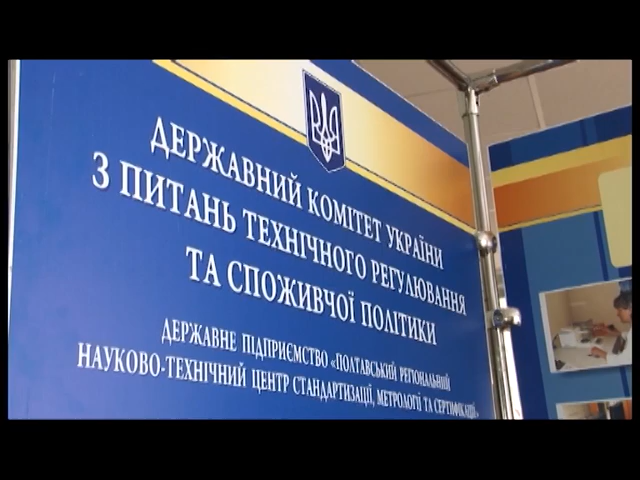 ДЕРЖАВНИЙ КОМІТЕТ УКРАЇНИ
З ПИТАНЬ ТЕХНІЧНОГО РЕГУЛЮВАННЯ
ТА СПОЖИВЧОЇ ПОЛІТИКИ
ДЕРЖАВНЕ ПІДПРИЄМСТВО «ПОЛТАВСЬКИЙ РЕГІОНАЛЬНИЙ
НАУКОВО-ТЕХНІЧНИЙ ЦЕНТР СТАНДАРТИЗАЦІЇ, МЕТРОЛОГІЇ ТА СЕРТИФІКАЦІЇ»